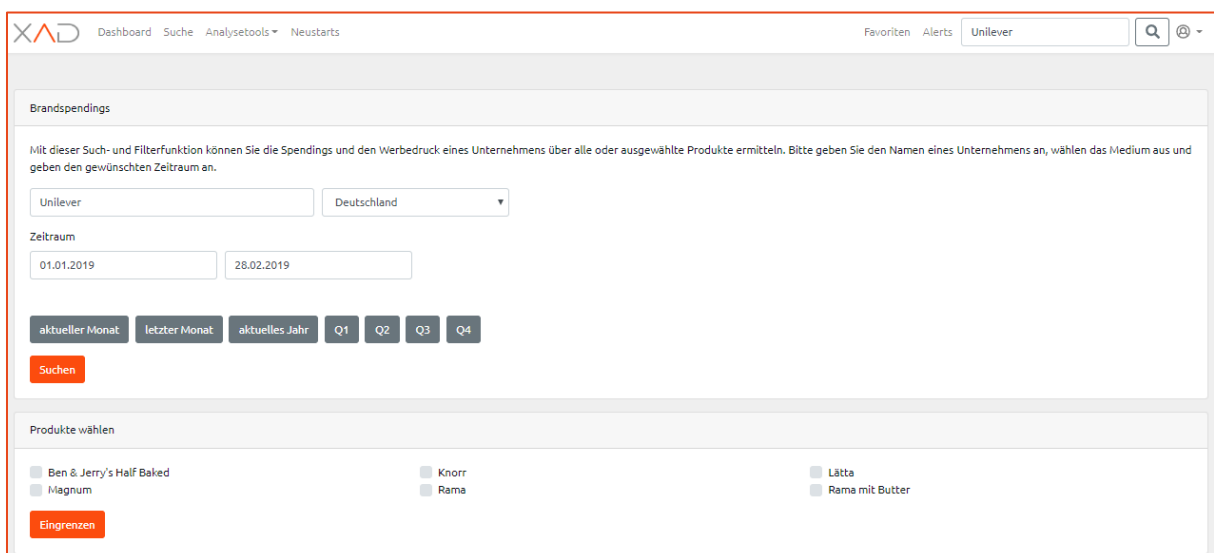 XAD Dashboard Suche Analysetools Neustarts Favoriten Alerts Unilever
Brandspendings
Mit dieser Such- und Filterfunktion können Sie die Spendings und den Werbedruck eines Unternehmens über alle oder ausgewählte Produkte ermitteln. Bitte geben Sie den Namen eines Unternehmens an, wählen das Medium aus und
geben den gewünschten Zeitraum an.
Unilever Deutschland
Zeitraum
01.01.2019 28.02.2019
aktueller Monat letzter Monat aktuelles Jahr Q1 Q2 Q3 Q4
Suchen
Produkte wählen
Ben & Jerry's Half Baked Knorr Lätta
Magnum Rama Rama mit Butter
Eingrenzen